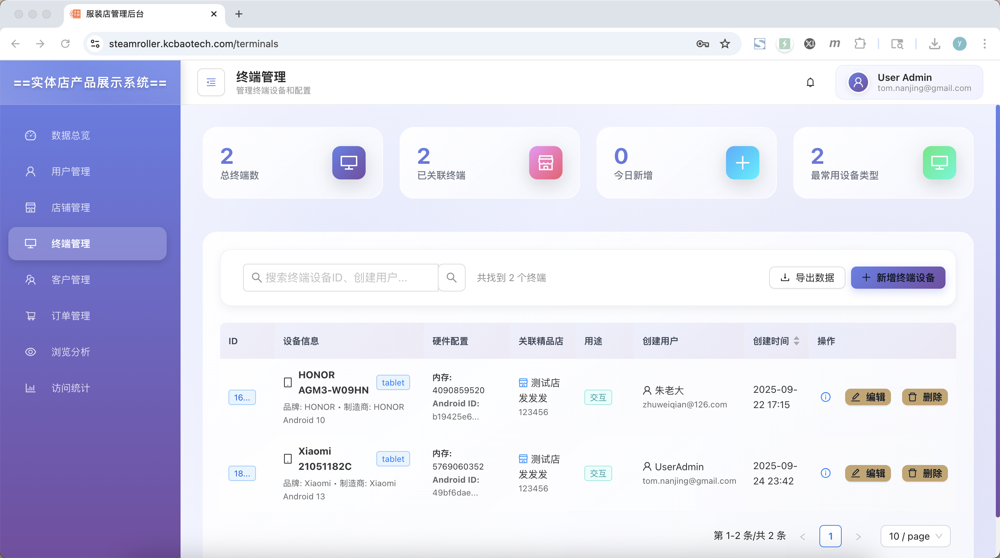 服装店管理后台
steamroller.kcbaotech.com/terminals
y
==实体店产品展示系统==
终端管理
管理终端设备和配置
User Admin
tom.nanjing@gmail.com
数据总览
用户管理
店铺管理
终端管理
客户管理
订单管理
浏览分析
访问统计
2
总终端数
2
已关联终端
0
今日新增
2
最常用设备类型
搜索终端设备ID、创建用户...
共找到 2 个终端
导出数据
新增终端设备
ID 设备信息 硬件配置 关联精品店 用途 创建用户 创建时间 操作
16...
HONOR
AGM3-W09HN
tablet
品牌: HONOR • 制造商: HONOR
Android 10
内存:
4090859520
Android ID:
b19425e6...
测试店
发发发
123456
交互
朱老大
zhuweiqian@126.com
2025-09-
22 17:15
编辑
删除
18...
Xiaomi
21051182C
tablet
品牌: Xiaomi • 制造商: Xiaomi
Android 13
内存:
5769060352
Android ID:
49bf6dae...
测试店
发发发
123456
交互
UserAdmin
tom.nanjing@gmail.com
2025-09-
24 23:42
编辑
删除
第 1-2 条/共 2 条
1
10 / page